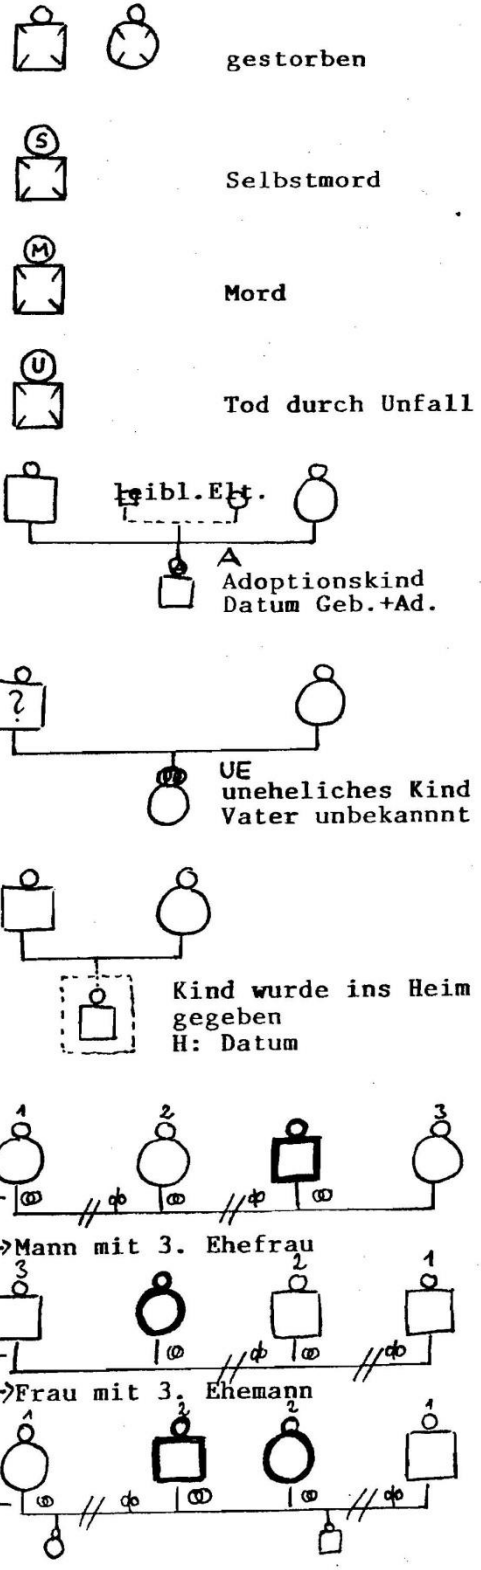 gestorben
S
Selbstmord
M
Mord
U
Tod durch Unfall
leibl.Elt.
A
Adoptionskind
Datum Geb.+Ad.
?
UE
uneheliches Kind
Vater unbekannnt
Kind wurde ins Heim
gegeben
H: Datum
1 2 3
Mann mit 3. Ehefrau
3 2 1
Frau mit 3. Ehemann
1 2 2 1